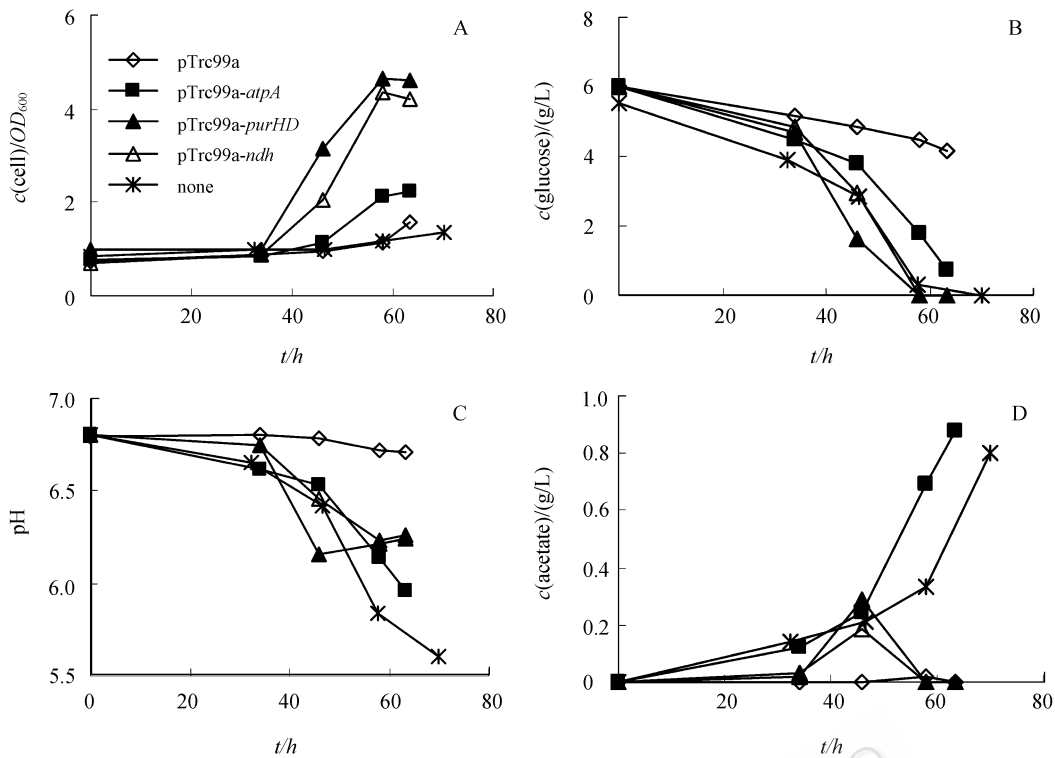 A
c(cell)/OD600
6
4
2
0
20
40
60
80
t/h
pTrc99a
pTrc99a-atpA
pTrc99a-purHD
pTrc99a-ndh
none
B
c(glucose)/(g/L)
8
6
4
2
0
20
40
60
80
t/h
C
pH
7.0
6.5
6.0
5.5
0
20
40
60
80
t/h
D
c(acetate)/(g/L)
1.0
0.8
0.6
0.4
0.2
0
20
40
60
80
t/h